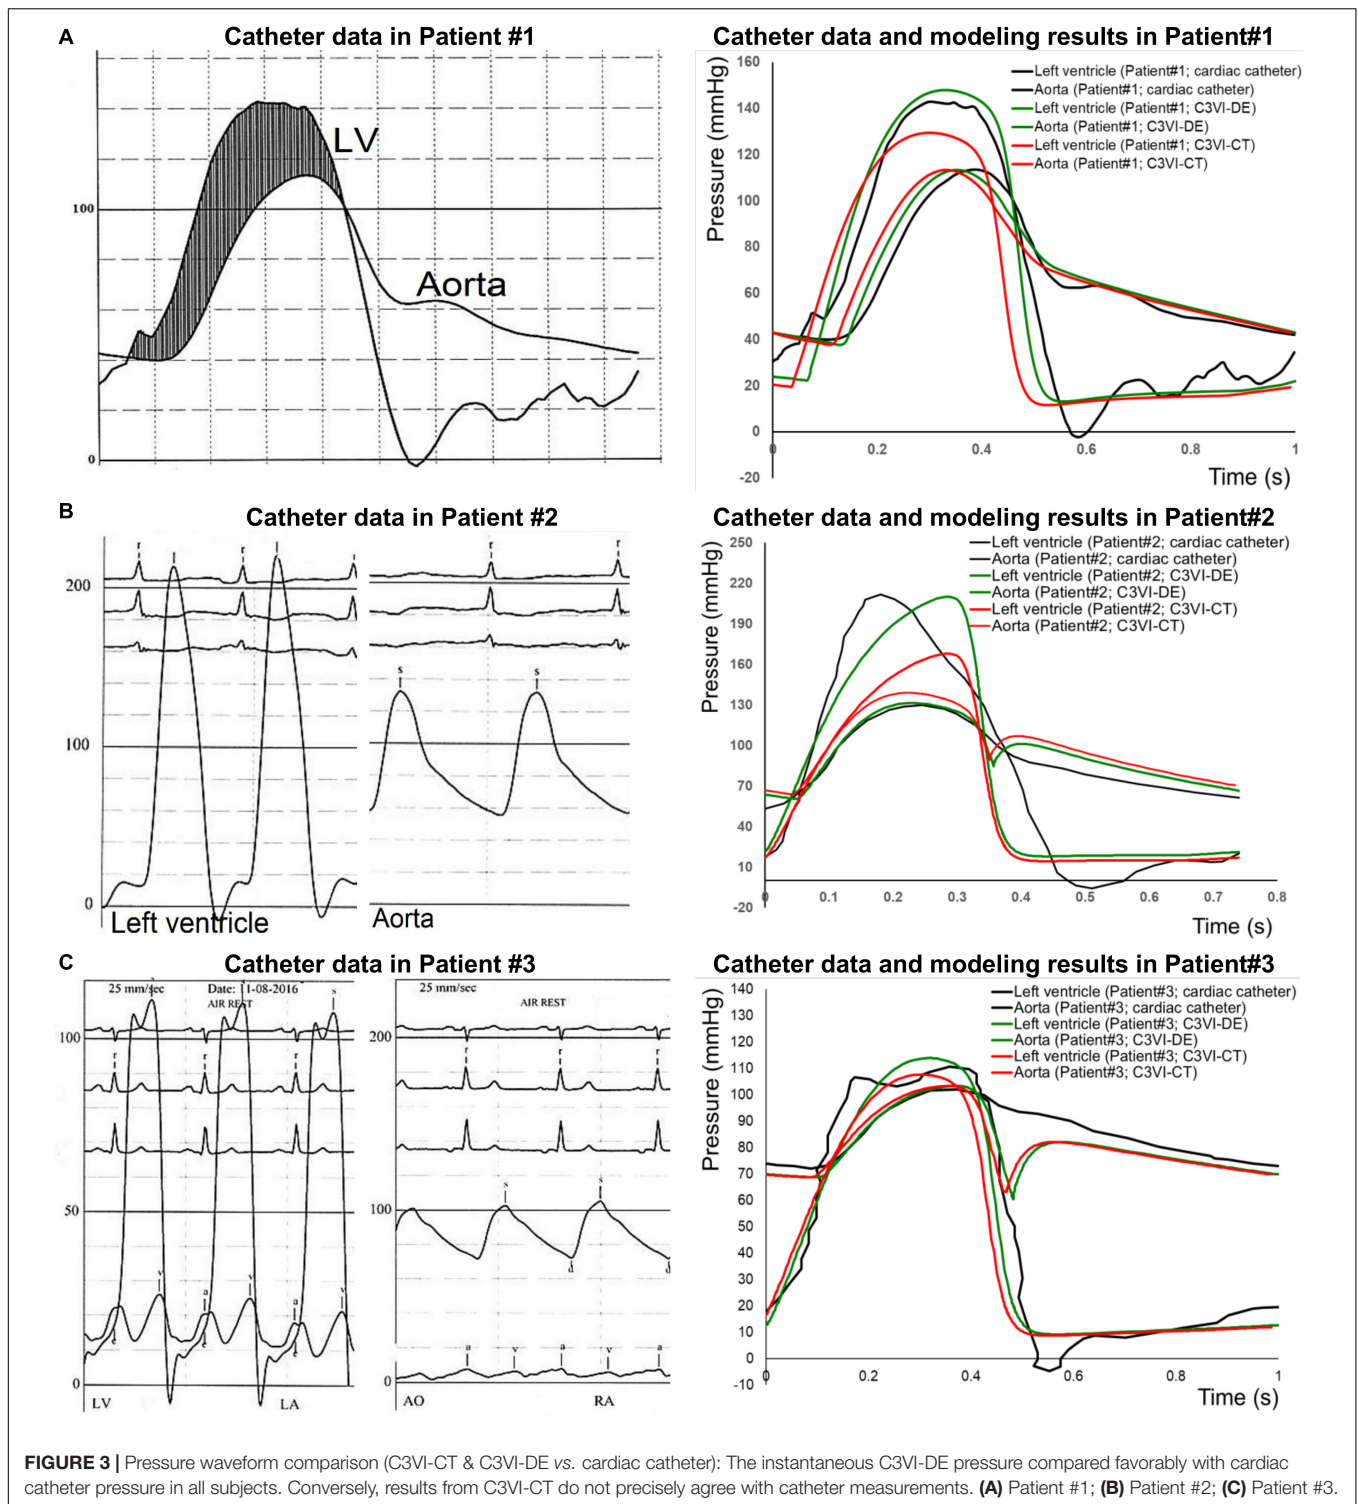 A
Catheter data in Patient #1
LV
100
Aorta
0
Catheter data and modeling results in Patient#1
Pressure (mmHg)
160
140
120
100
80
60
40
20
0
-20
Left ventricle (Patient#1; cardiac catheter)
Aorta (Patient#1; cardiac catheter)
Left ventricle (Patient#1; C3VI-DE)
Aorta (Patient#1; C3VI-DE)
Left ventricle (Patient#1; C3VI-CT)
Aorta (Patient#1; C3VI-CT)
0 0.2 0.4 0.6 0.8 1
Time (s)
B
Catheter data in Patient #2
r r
200
s s
100
0
Left ventricle
Aorta
Catheter data and modeling results in Patient#2
Pressure (mmHg)
250
220
190
160
130
100
70
40
10
-20
Left ventricle (Patient#2; cardiac catheter)
Aorta (Patient#2; cardiac catheter)
Left ventricle (Patient#2; C3VI-DE)
Aorta (Patient#2; C3VI-DE)
Left ventricle (Patient#2; C3VI-CT)
Aorta (Patient#2; C3VI-CT)
0 0.1 0.2 0.3 0.4 0.5 0.6 0.7 0.8
Time (s)
C
Catheter data in Patient #3
25 mm/sec Date: 11-08-2016
AIR REST
s
100
r r r
50
v v v
a a
e e e
0
LV LA
25 mm/sec
AIR REST
200
r r r
s s
100
d d
a v a v a
0
AO RA
Catheter data and modeling results in Patient#3
Pressure (mmHg)
140
130
120
110
100
90
80
70
60
50
40
30
20
10
0
-10
Left ventricle (Patient#3; cardiac catheter)
Aorta (Patient#3; cardiac catheter)
Left ventricle (Patient#3; C3VI-DE)
Aorta (Patient#3; C3VI-DE)
Left ventricle (Patient#3; C3VI-CT)
Aorta (Patient#3; C3VI-CT)
0 0.2 0.4 0.6 0.8 1
Time (s)
FIGURE 3 | Pressure waveform comparison (C3VI-CT & C3VI-DE vs. cardiac catheter): The instantaneous C3VI-DE pressure compared favorably with cardiac
catheter pressure in all subjects. Conversely, results from C3VI-CT do not precisely agree with catheter measurements. (A) Patient #1; (B) Patient #2; (C) Patient #3.